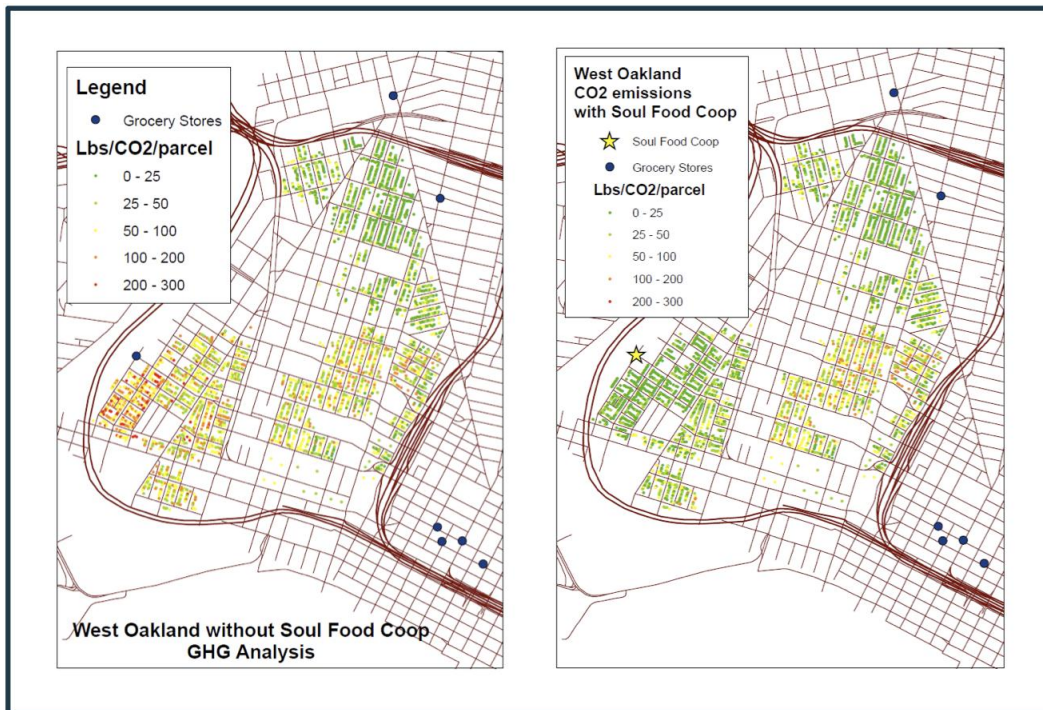 Legend
Grocery Stores
Lbs/CO2/parcel
0 - 25
25 - 50
50 - 100
100 - 200
200 - 300
West Oakland without Soul Food Coop
GHG Analysis
West Oakland
CO2 emissions
with Soul Food Coop
Soul Food Coop
Grocery Stores
Lbs/CO2/parcel
0 - 25
25 - 50
50 - 100
100 - 200
200 - 300